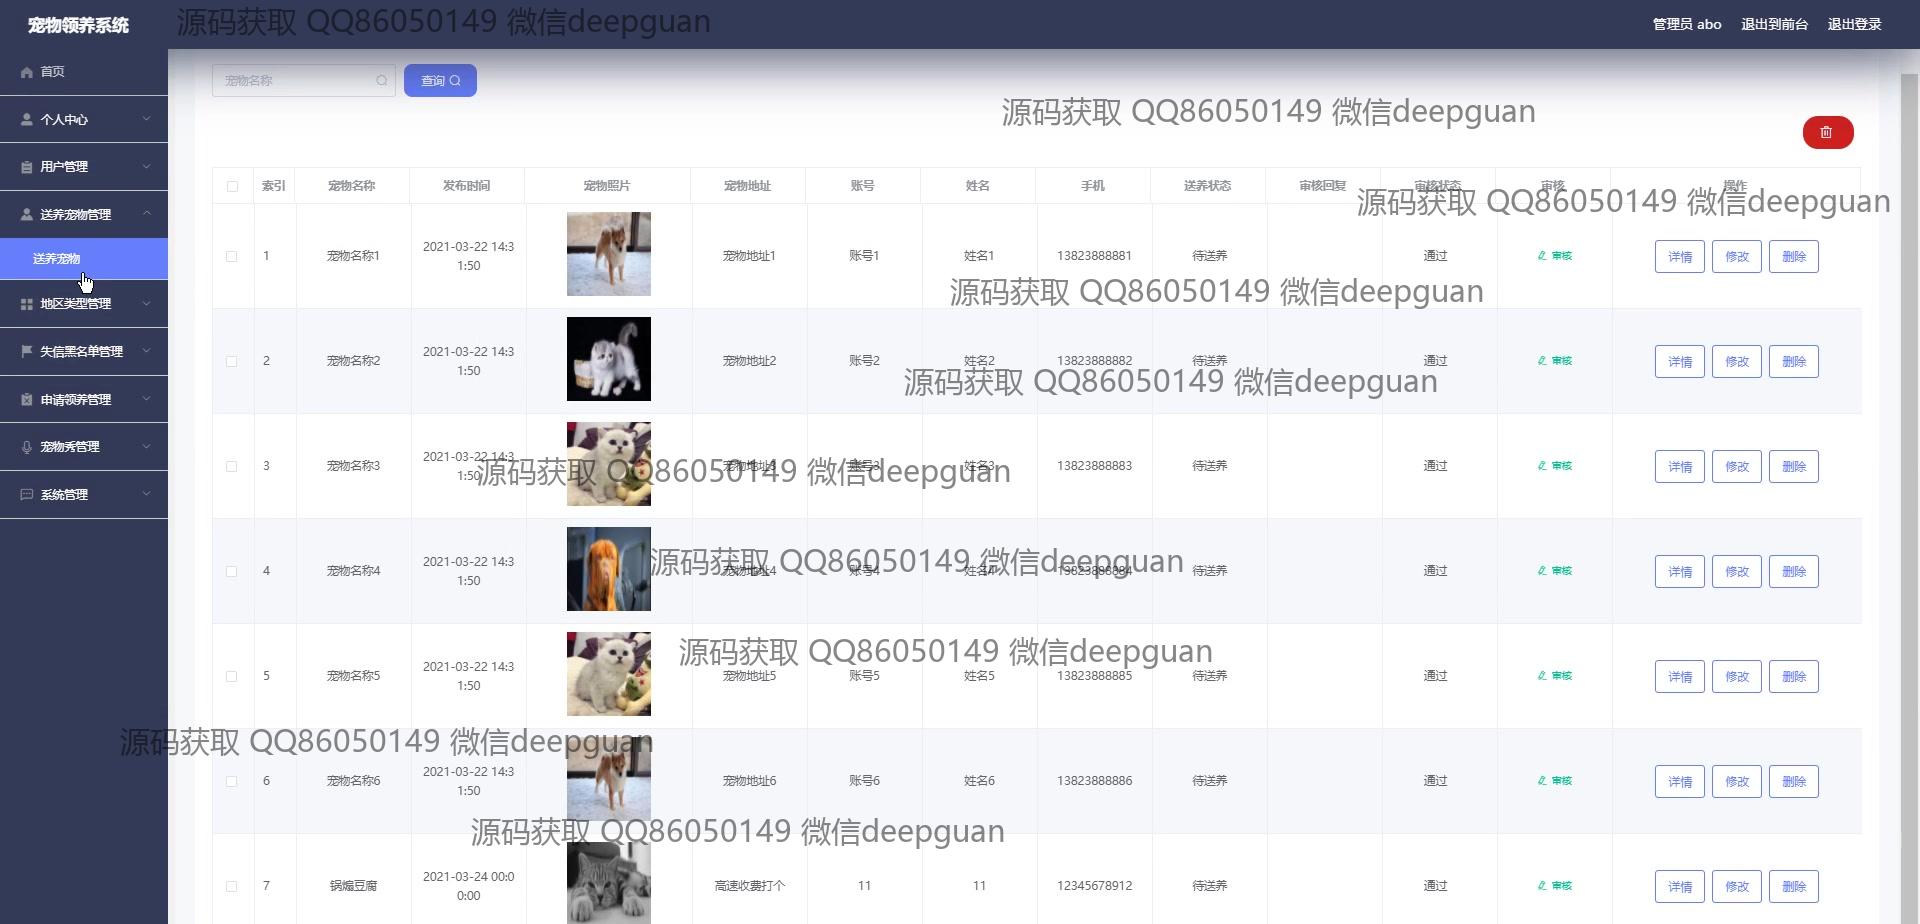 宠物领养系统
源码获取 QQ86050149 微信deepguan
管理员 abo 退出到前台 退出登录
首页
个人中心
用户管理
送养宠物管理
送养宠物
地区类型管理
失信黑名单管理
申请领养管理
宠物秀管理
系统管理
宠物名称
查询
源码获取 QQ86050149 微信deepguan
索引 宠物名称 发布时间 宠物照片 宠物地址 账号 姓名 手机 送养状态 审核回复 审核状态 审核 操作
源码获取 QQ86050149 微信deepguan
1 宠物名称1 2021-03-22 14:3 宠物地址1 账号1 姓名1 13823888881 待送养 通过 审核 详情 修改 删除
1:50
源码获取 QQ86050149 微信deepguan
2 宠物名称2 2021-03-22 14:3 宠物地址2 账号2 姓名2 13823888882 待送养 通过 审核 详情 修改 删除
1:50
源码获取 QQ86050149 微信deepguan
3 宠物名称3 2021-03-22 14:3 宠物地址3 账号3 姓名3 13823888883 待送养 通过 审核 详情 修改 删除
1:50
源码获取 QQ86050149 微信deepguan
4 宠物名称4 2021-03-22 14:3 宠物地址4 账号4 姓名4 13823888884 待送养 通过 审核 详情 修改 删除
1:50
源码获取 QQ86050149 微信deepguan
5 宠物名称5 2021-03-22 14:3 宠物地址5 账号5 姓名5 13823888885 待送养 通过 审核 详情 修改 删除
1:50
源码获取 QQ86050149 微信deepguan
6 宠物名称6 2021-03-22 14:3 宠物地址6 账号6 姓名6 13823888886 待送养 通过 审核 详情 修改 删除
1:50
源码获取 QQ86050149 微信deepguan
源码获取 QQ86050149 微信deepguan
7 锅煸豆腐 2021-03-24 00:0 高速收费打个 11 11 12345678912 待送养 通过 审核 详情 修改 删除
0:00